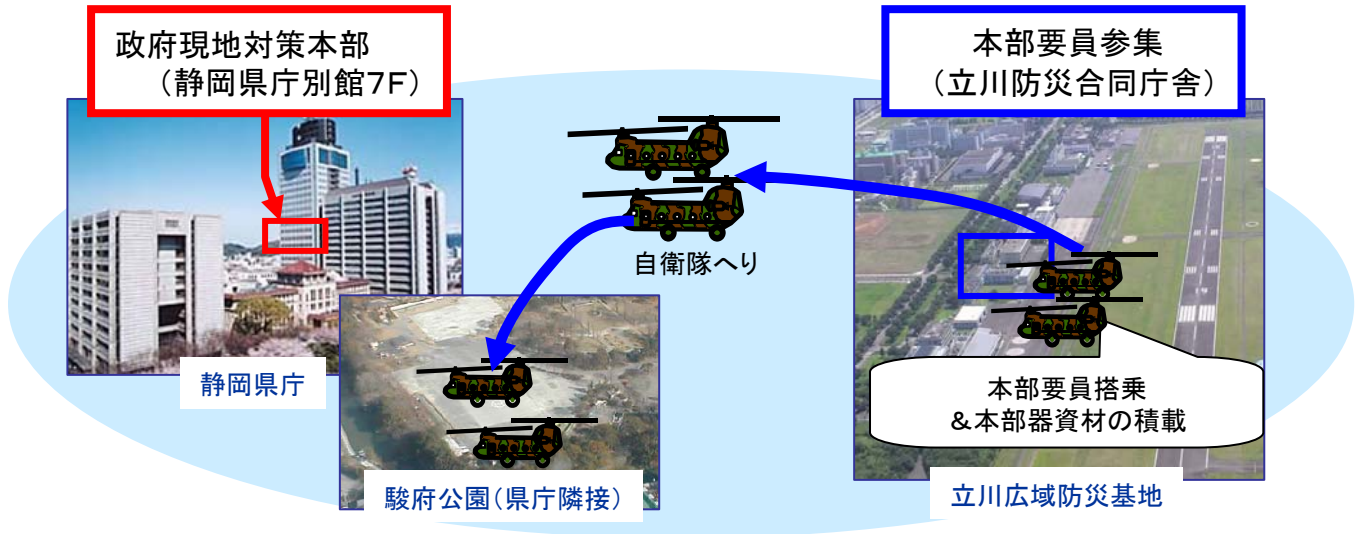 政府現地対策本部
（静岡県庁別館７Ｆ）
本部要員参集
（立川防災合同庁舎）
自衛隊へり
静岡県庁
本部要員搭乗
＆本部器資材の積載
駿府公園（県庁隣接）
立川広域防災基地